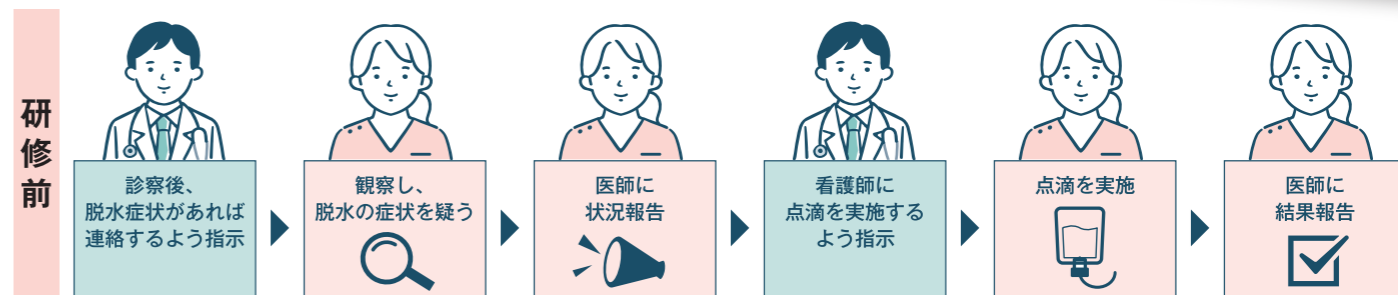 研修前
診察後、
脱水症状があれば
連絡するよう指示
観察し、
脱水の症状を疑う
医師に
状況報告
看護師に
点滴を実施する
よう指示
点滴を実施
医師に
結果報告